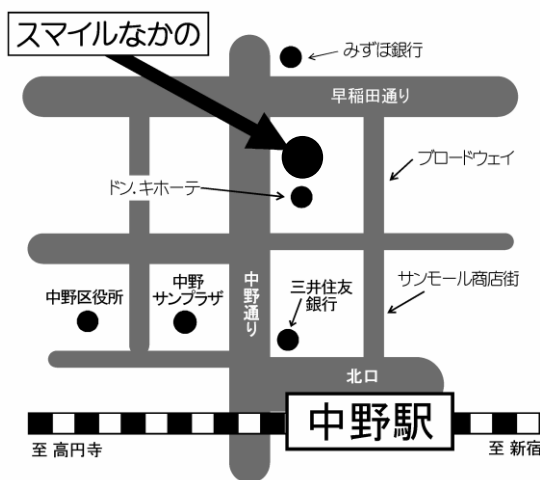 スマイルなかの
みずほ銀行
早稲田通り
ブロードウェイ
ドン.キホーテ
中野区役所
中野
サンプラザ
中野通り
三井住友
銀行
サンモール商店街
北口
中野駅
至 高円寺
至 新宿